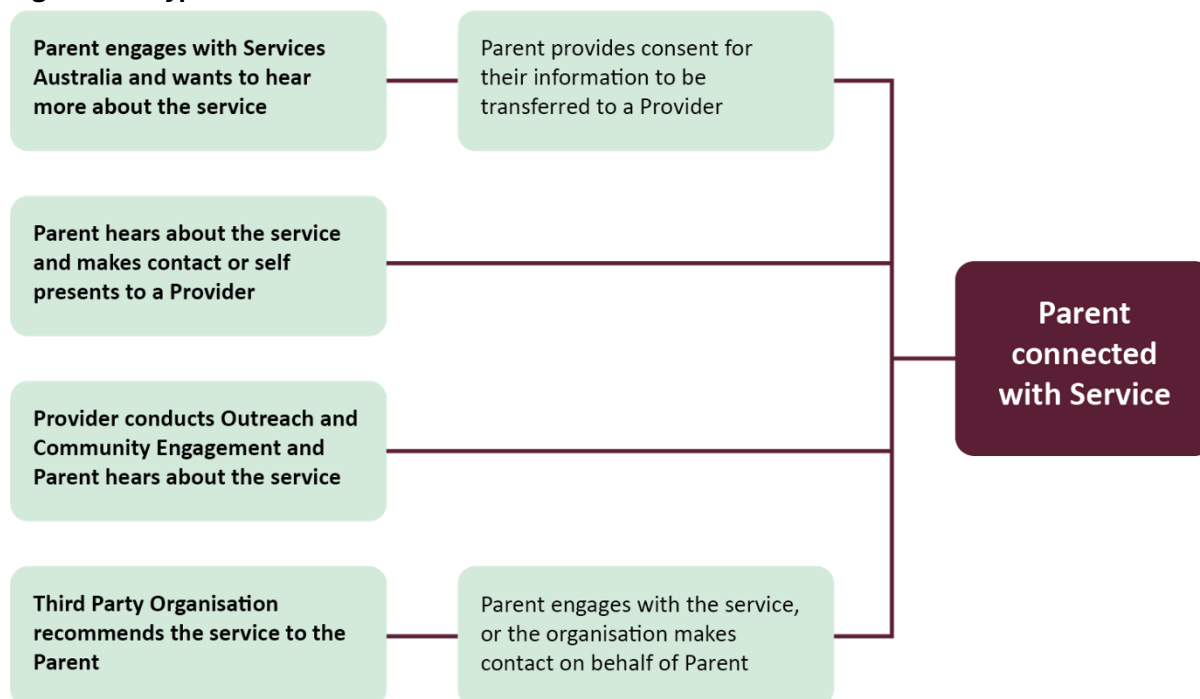 Parent engages with Services
Australia and wants to hear
more about the service
Parent provides consent for
their information to be
transferred to a Provider
Parent hears about the service
and makes contact or self
presents to a Provider
Provider conducts Outreach and
Community Engagement and
Parent hears about the service
Third Party Organisation
recommends the service to the
Parent
Parent engages with the service,
or the organisation makes
contact on behalf of Parent
Parent
connected
with Service